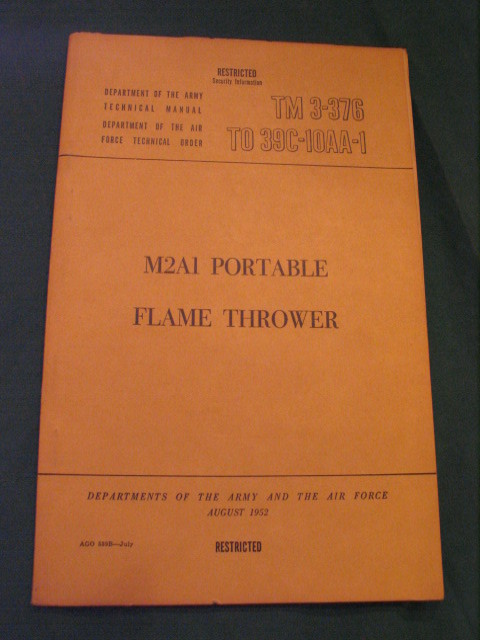 RESTRICTED
Security Information
DEPARTMENT OF THE ARMY
TECHNICAL MANUAL
DEPARTMENT OF THE AIR
FORCE TECHNICAL ORDER
TM 3-376
TO 39C-10AA-1
M2A1 PORTABLE
FLAME THROWER
DEPARTMENTS OF THE ARMY AND THE AIR FORCE
AUGUST 1952
AGO —July
RESTRICTED